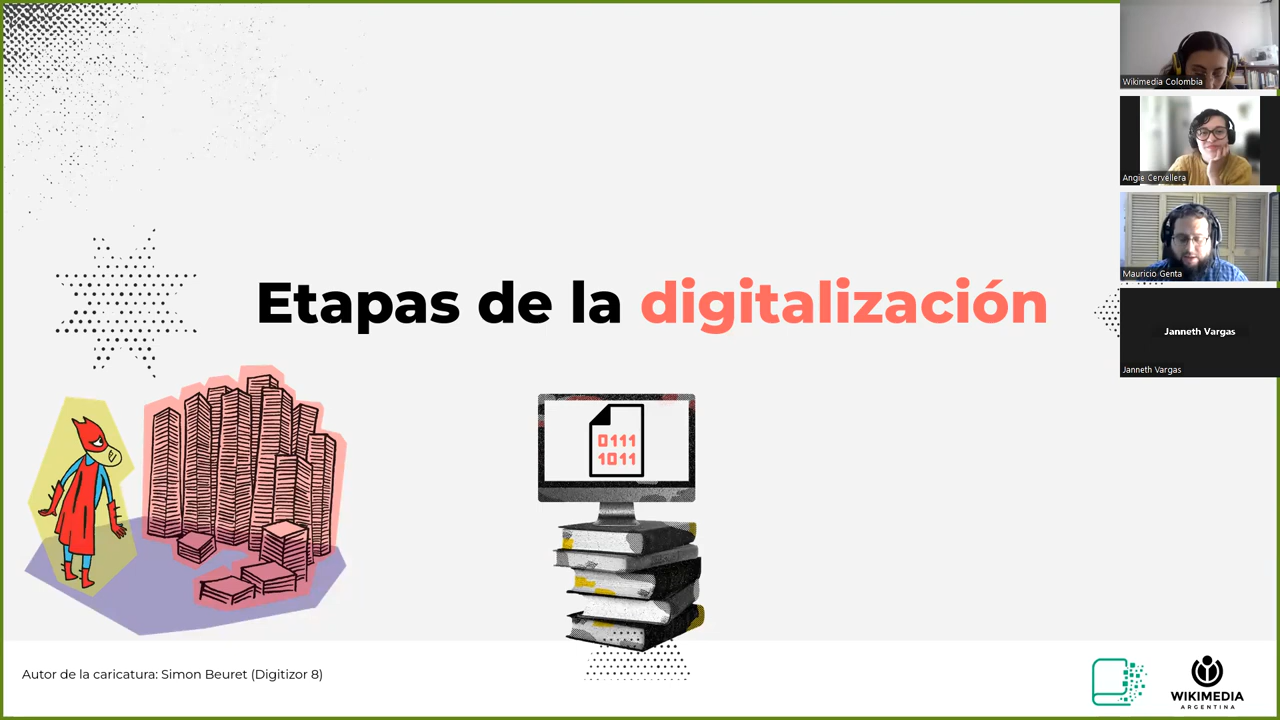 Etapas de la digitalización
0111
1011
Autor de la caricatura: Simon Beuret (Digitizor 8)
WIKIMEDIA
ARGENTINA
Wikimedia Colombia
Angie Cervellera
Mauricio Genta
Janneth Vargas
Janneth Vargas